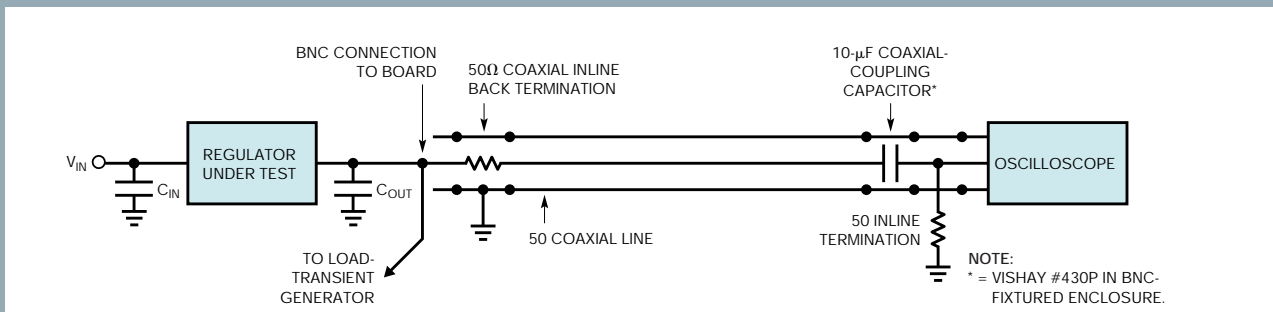 BNC CONNECTION
TO BOARD
50Ω COAXIAL INLINE
BACK TERMINATION
10-μF COAXIAL-
COUPLING
CAPACITOR*
VIN
CIN
REGULATOR
UNDER TEST
COUT
OSCILLOSCOPE
50 COAXIAL LINE
50 INLINE
TERMINATION
TO LOAD-
TRANSIENT
GENERATOR
NOTE:
* = VISHAY #430P IN BNC-
FIXTURED ENCLOSURE.